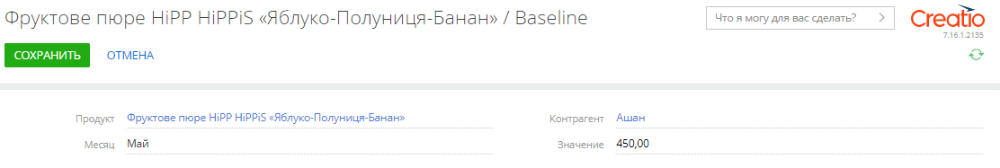 Фруктове пюре HiPP HiPPiS «Яблуко-Полуниця-Банан» / Baseline
Что я могу для вас сделать? >
Creatio
7.16.1.2135
СОХРАНИТЬ ОТМЕНА
Продукт Фруктове пюре HiPP HiPPiS «Яблуко-Полуниця-Банан»
Контрагент Ашан
Месяц Май
Значение 450,00